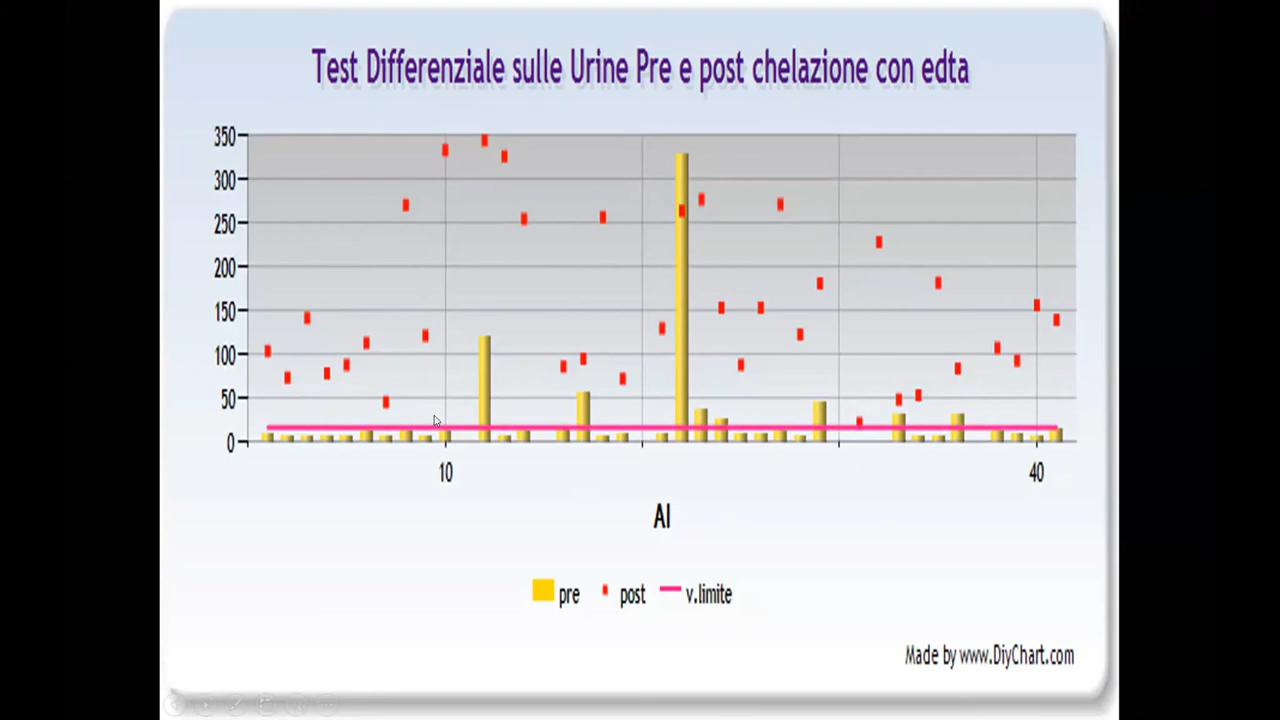 Test Differenziale sulle Urine Pre e post chelazione con edta
350
300
250
200
150
100
50
0
10
40
Al
pre post v.limite
Made by www.DiyChart.com